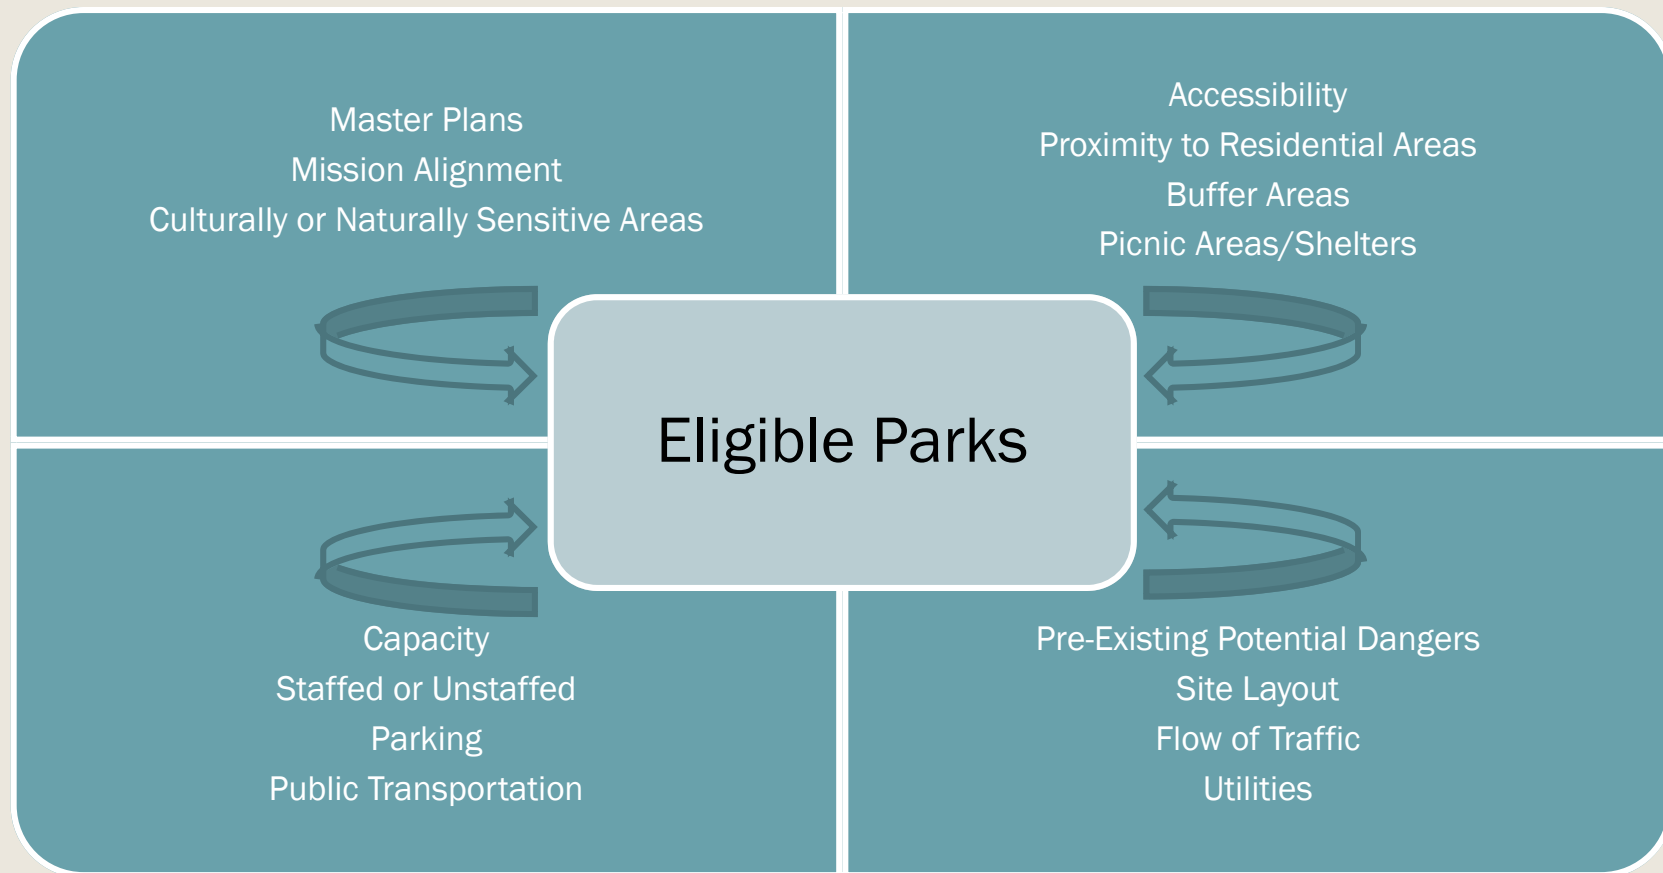 Master Plans
Mission Alignment
Culturally or Naturally Sensitive Areas
Accessibility
Proximity to Residential Areas
Buffer Areas
Picnic Areas/Shelters
Eligible Parks
Capacity
Staffed or Unstaffed
Parking
Public Transportation
Pre-Existing Potential Dangers
Site Layout
Flow of Traffic
Utilities